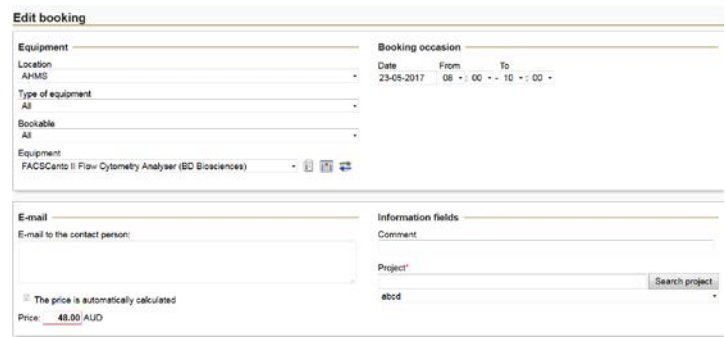 Edit booking
Equipment
Location
AHMS
Type of equipment
All
Bookable
All
Equipment
FACSCanto II Flow Cytometry Analyser (BD Biosciences)
Booking occasion
Date From To
23-05-2017 08 : 00 - 10 : 00
E-mail
E-mail to the contact person:
The price is automatically calculated
Price: 48.00 AUD
Information fields
Comment
Project*
Search project
abcd